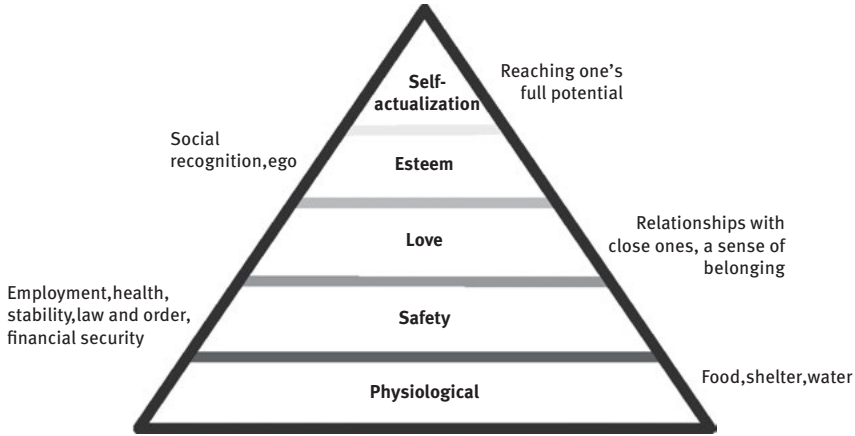 Self-
actualization
Reaching one's
full potential
Social
recognition,ego
Esteem
Love
Relationships with
close ones, a sense of
belonging
Employment,health,
stability,law and order,
financial security
Safety
Physiological
Food,shelter,water